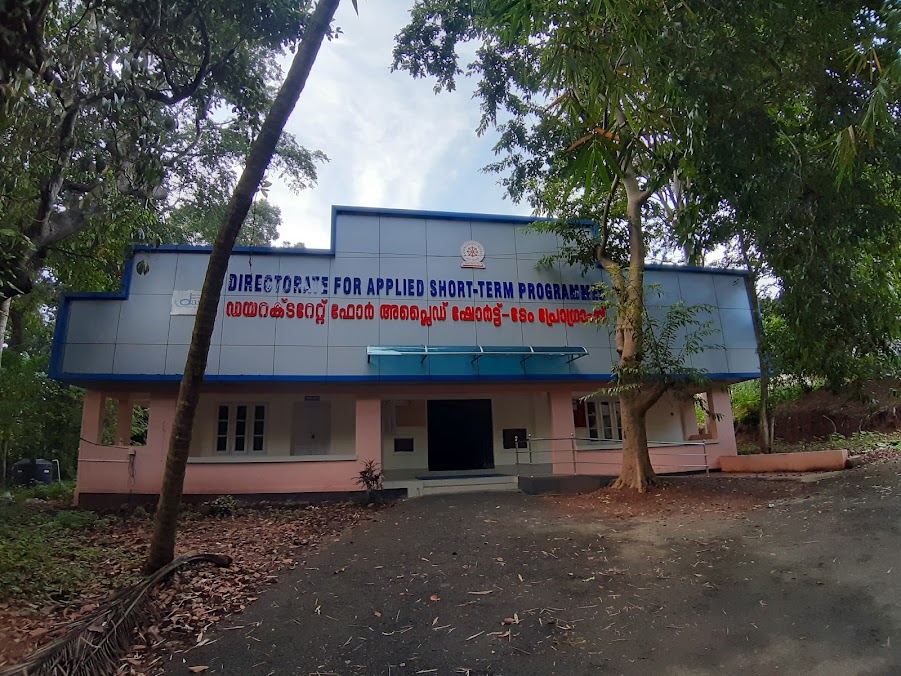 DIRECTORATE FOR APPLIED SHORT-TERM PROGRAMMES
ഡയറക്ടറേറ്റ് ഫോർ അപ്ലൈഡ് ഷോർട്ട്-ടേം പ്രോഗ്രാംസ്